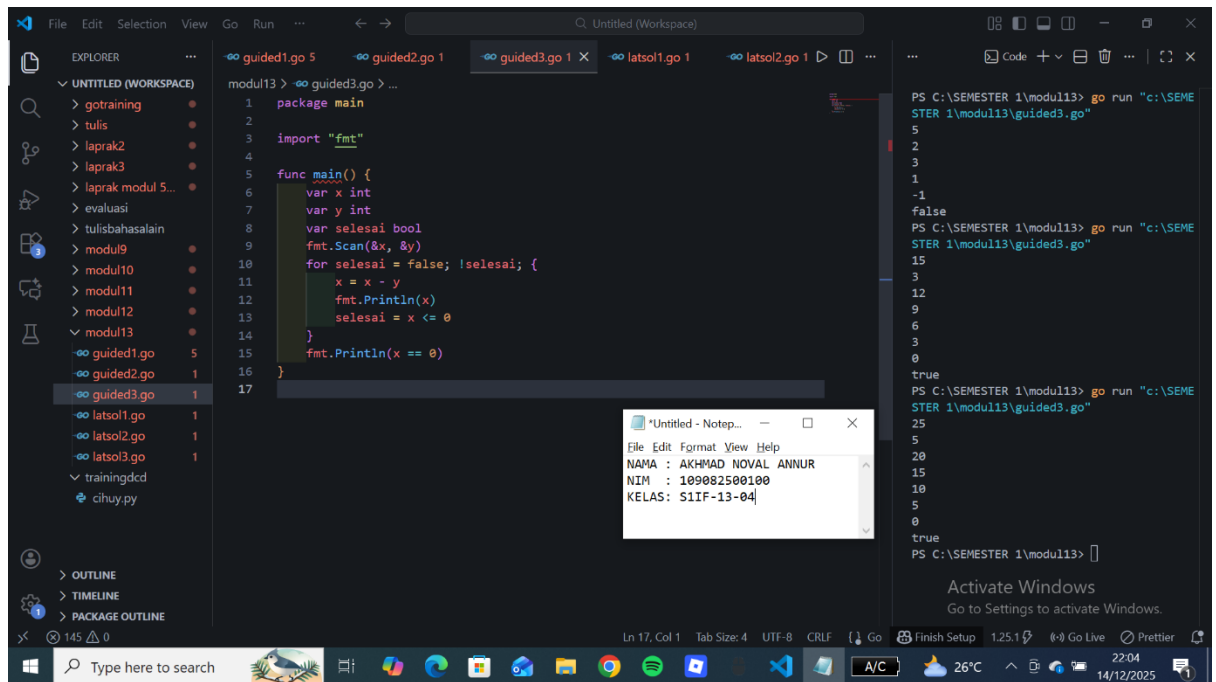 File Edit Selection View Go Run ··· Untitled (Workspace)
EXPLORER ···
UNTITLED (WORKSPACE)
gotraining
tulis
laprak2
laprak3
laprak modul 5...
evaluasi
tulisbahasalain
modul9
modul10
modul11
modul12
modul13
guided1.go 5
guided2.go 1
guided3.go 1
latsol1.go 1
latsol2.go 1
latsol3.go 1
trainingdcd
cihuy.py
OUTLINE
TIMELINE
PACKAGE OUTLINE
guided1.go 5 guided2.go 1 guided3.go 1 latsol1.go 1 latsol2.go 1 ···
modul13 > guided3.go > ...
1 package main
2
3 import "fmt"
4
5 func main() {
6 var x int
7 var y int
8 var selesai bool
9 fmt.Scan(&x, &y)
10 for selesai = false; !selesai; {
11 x = x - y
12 fmt.Println(x)
13 selesai = x <= 0
14 }
15 fmt.Println(x == 0)
16 }
17
*Untitled - Notep...
File Edit Format View Help
NAMA : AKHMAD NOVAL ANNUR
NIM : 109082500100
KELAS: S1IF-13-04
··· Code ···
PS C:\SEMESTER 1\modul13> go run "c:\SEME
STER 1\modul13\guided3.go"
5
2
3
1
-1
false
PS C:\SEMESTER 1\modul13> go run "c:\SEME
STER 1\modul13\guided3.go"
15
3
12
9
6
3
0
true
PS C:\SEMESTER 1\modul13> go run "c:\SEME
STER 1\modul13\guided3.go"
25
5
20
15
10
5
0
true
PS C:\SEMESTER 1\modul13>
Activate Windows
Go to Settings to activate Windows.
3
1
145 0 Ln 17, Col 1 Tab Size: 4 UTF-8 CRLF Go Finish Setup 1.25.1 Go Live Prettier
Type here to search A/C 26°C 22:04
14/12/2025
1